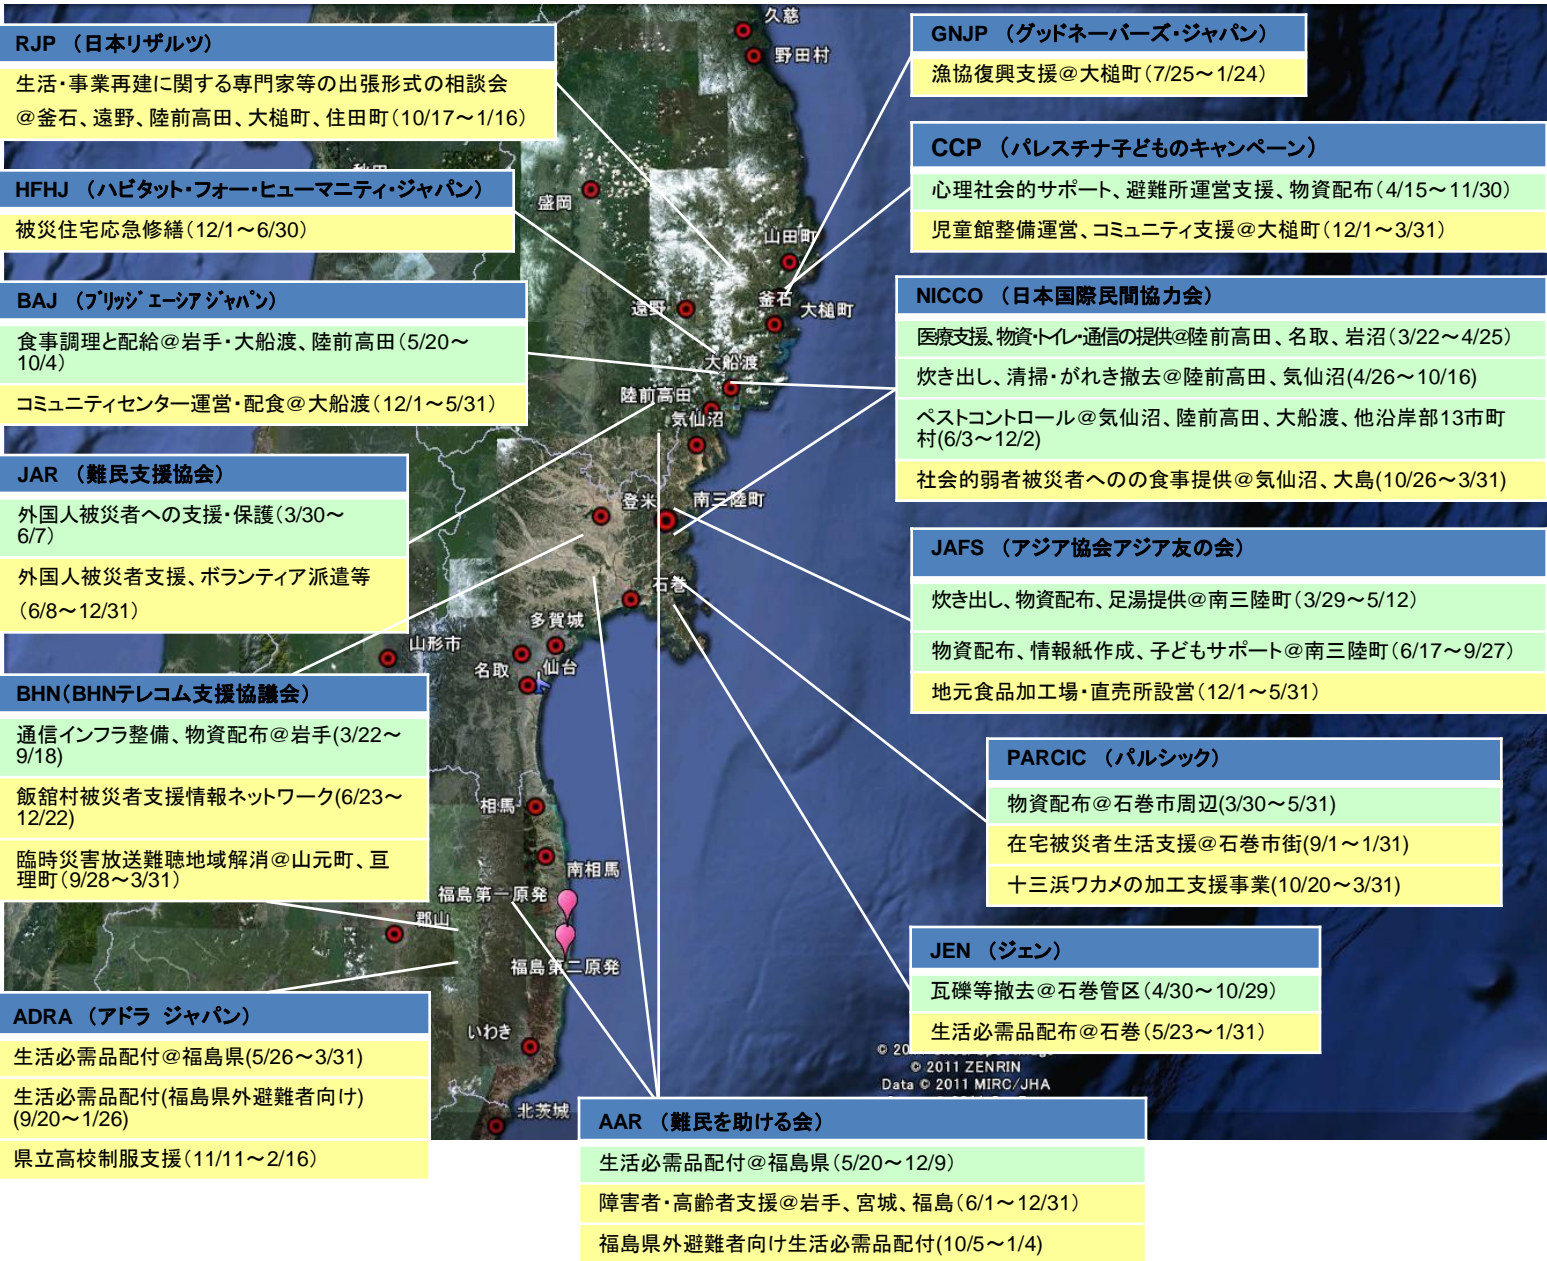 RJP （日本リザルツ）
生活・事業再建に関する専門家等の出張形式の相談会
＠釜石、遠野、陸前高田、大槌町、住田町（10/17～1/16）
HFHJ （ハビタット・フォー・ヒューマニティ・ジャパン）
被災住宅応急修繕（12/1～6/30）
BAJ （ブリッジ エーシア ジャパン）
食事調理と配給＠岩手・大船渡、陸前高田（5/20～
10/4）
コミュニティセンター運営・配食＠大船渡（12/1～5/31）
JAR （難民支援協会）
外国人被災者への支援・保護（3/30～
6/7）
外国人被災者支援、ボランティア派遣等
（6/8～12/31）
BHN（BHNテレコム支援協議会）
通信インフラ整備、物資配布＠岩手(3/22～
9/18)
飯舘村被災者支援情報ネットワーク(6/23～
12/22)
臨時災害放送難聴地域解消＠山元町、亘
理町（9/28～3/31）
ADRA （アドラ ジャパン）
生活必需品配付＠福島県(5/26～3/31)
生活必需品配付(福島県外避難者向け)
(9/20～1/26)
県立高校制服支援（11/11～2/16）
久慈
野田村
盛岡
山田町
遠野
釜石
大槌町
大船渡
陸前高田
気仙沼
登米
南三陸町
石巻
多賀城
山形市
名取
仙台
相馬
南相馬
福島第一原発
郡山
福島第二原発
いわき
北茨城
GNJP （グッドネーバーズ・ジャパン）
漁協復興支援＠大槌町（7/25～1/24）
CCP （パレスチナ子どものキャンペーン）
心理社会的サポート、避難所運営支援、物資配布（4/15～11/30）
児童館整備運営、コミュニティ支援＠大槌町（12/1～3/31）
NICCO （日本国際民間協力会）
医療支援、物資・トイレ・通信の提供＠陸前高田、名取、岩沼（3/22～4/25）
炊き出し、清掃・がれき撤去＠陸前高田、気仙沼(4/26～10/16)
ペストコントロール＠気仙沼、陸前高田、大船渡、他沿岸部13市町
村(6/3～12/2)
社会的弱者被災者へのの食事提供＠気仙沼、大島(10/26～3/31)
JAFS （アジア協会アジア友の会）
炊き出し、物資配布、足湯提供＠南三陸町（3/29～5/12）
物資配布、情報紙作成、子どもサポート＠南三陸町（6/17～9/27）
地元食品加工場・直売所設営（12/1～5/31）
PARCIC （パルシック）
物資配布＠石巻市周辺(3/30～5/31)
在宅被災者生活支援＠石巻市街(9/1～1/31)
十三浜ワカメの加工支援事業(10/20～3/31)
JEN （ジェン）
瓦礫等撤去＠石巻管区（4/30～10/29）
生活必需品配布＠石巻（5/23～1/31）
© 2011 ZENRIN
Data © 2011 MIRC/JHA
AAR （難民を助ける会）
生活必需品配付＠福島県（5/20～12/9）
障害者・高齢者支援＠岩手、宮城、福島（6/1～12/31）
福島県外避難者向け生活必需品配付(10/5～1/4)